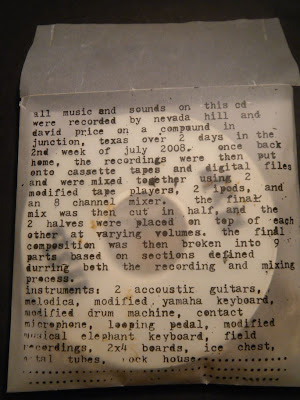 all music and sounds on this cd
were recorded by nevada hill and
david price on a compound in
junction, texas over 2 days in the
2nd week of july 2008. once back
home, the recordings were then put
onto cassette tapes and digital files
and were mixed together using 2
modified tape players, 2 ipods, and
an 8 channel mixer. the final
mix was then cut in half, and the
2 halves were placed on top of each
other at varying volumes. the final
composition was then broken into 9
parts based on sections defined
durring both the recording and mixing
process.
instruments: 2 accoustic guitars,
melodica, modified yamaha keyboard,
modified drum machine, contact
microphone, looping pedal, modified
musical elephant keyboard, field
recordings, 2x4 boards, ice chest,
metal tubes, rock house